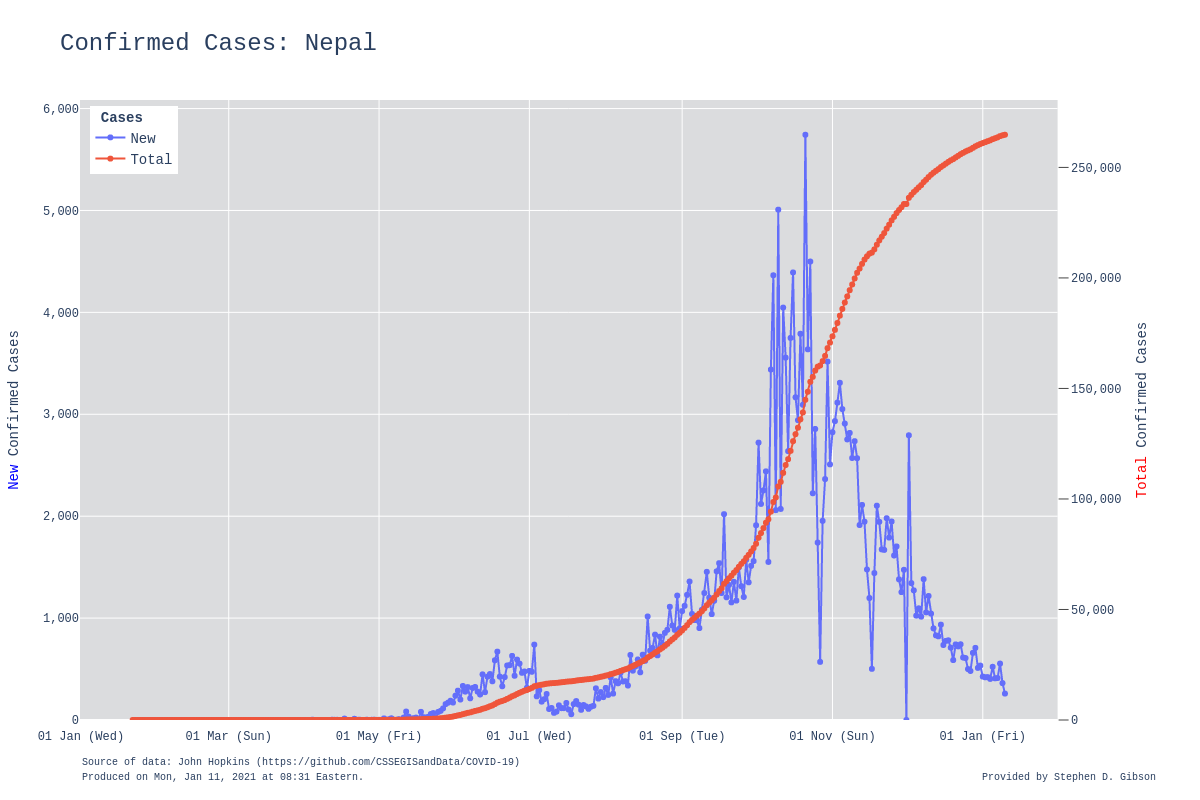 Confirmed Cases: Nepal
Cases
New
Total
6,000
5,000
4,000
3,000
2,000
1,000
0
New Confirmed Cases
250,000
200,000
150,000
100,000
50,000
0
Total Confirmed Cases
01 Jan (Wed) 01 Mar (Sun) 01 May (Fri) 01 Jul (Wed) 01 Sep (Tue) 01 Nov (Sun) 01 Jan (Fri)
Source of data: John Hopkins (https://github.com/CSSEGISandData/COVID-19)
Produced on Mon, Jan 11, 2021 at 08:31 Eastern.
Provided by Stephen D. Gibson